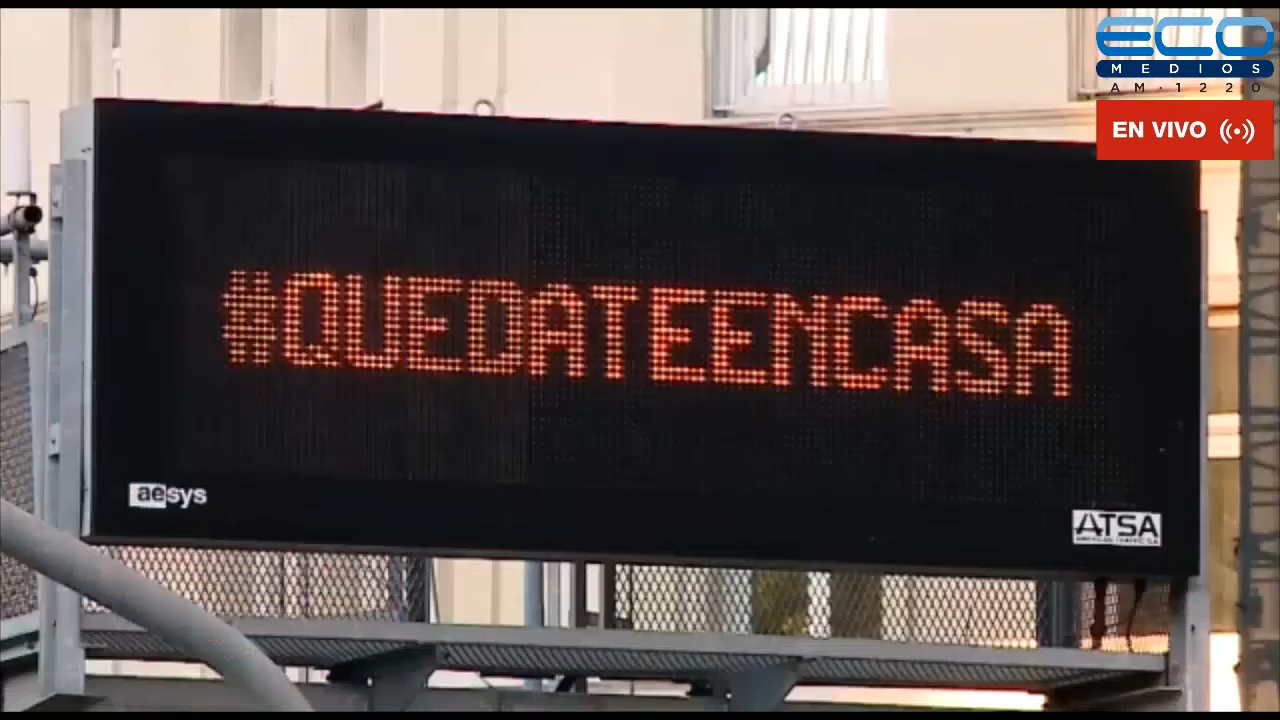 ECO
MEDIOS
AM·1220
EN VIVO
#QUEDATEENCASA
aesys
ATSA